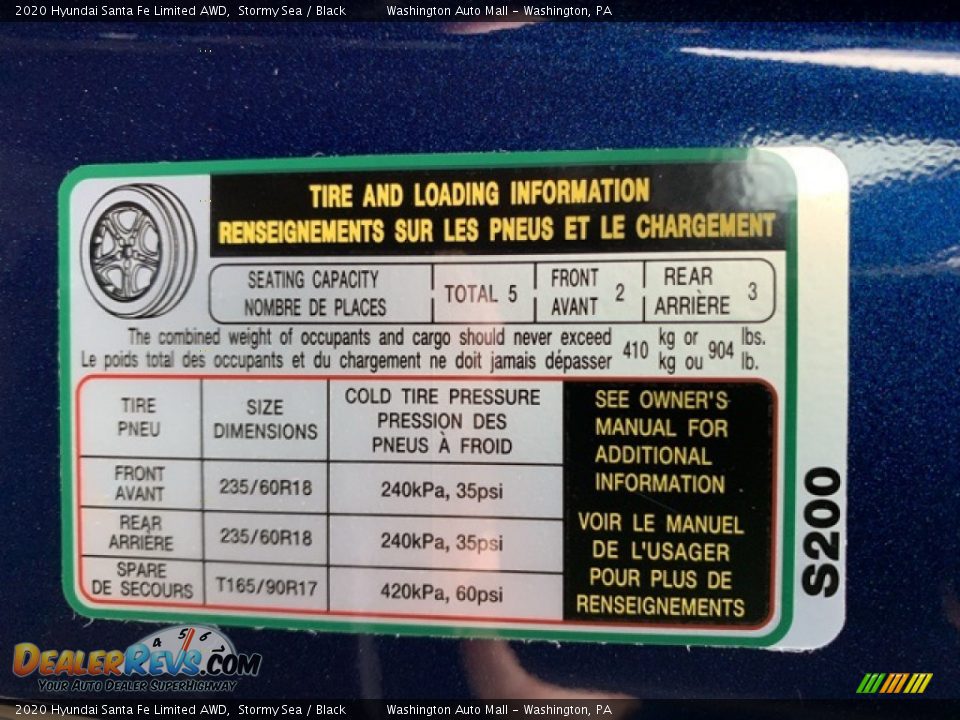 2020 Hyundai Santa Fe Limited AWD, Stormy Sea / Black Washington Auto Mall - Washington, PA
TIRE AND LOADING INFORMATION
RENSEIGNEMENTS SUR LES PNEUS ET LE CHARGEMENT
SEATING CAPACITY
NOMBRE DE PLACES
TOTAL 5
FRONT
AVANT
2
REAR
ARRIÈRE
3
The combined weight of occupants and cargo should never exceed
Le poids total des occupants et du chargement ne doit jamais dépasser
410
kg or
kg ou
904
lbs.
lb.
TIRE
PNEU
SIZE
DIMENSIONS
COLD TIRE PRESSURE
PRESSION DES
PNEUS À FROID
FRONT
AVANT
235/60R18
240kPa, 35psi
REAR
ARRIÈRE
235/60R18
240kPa, 35psi
SPARE
DE SECOURS
T165/90R17
420kPa, 60psi
SEE OWNER'S
MANUAL FOR
ADDITIONAL
INFORMATION
VOIR LE MANUEL
DE L'USAGER
POUR PLUS DE
RENSEIGNEMENTS
S200
4 5 6
DEALERREVS.COM
YOUR AUTO DEALER SUPERHIGHWAY
2020 Hyundai Santa Fe Limited AWD, Stormy Sea / Black Washington Auto Mall - Washington, PA